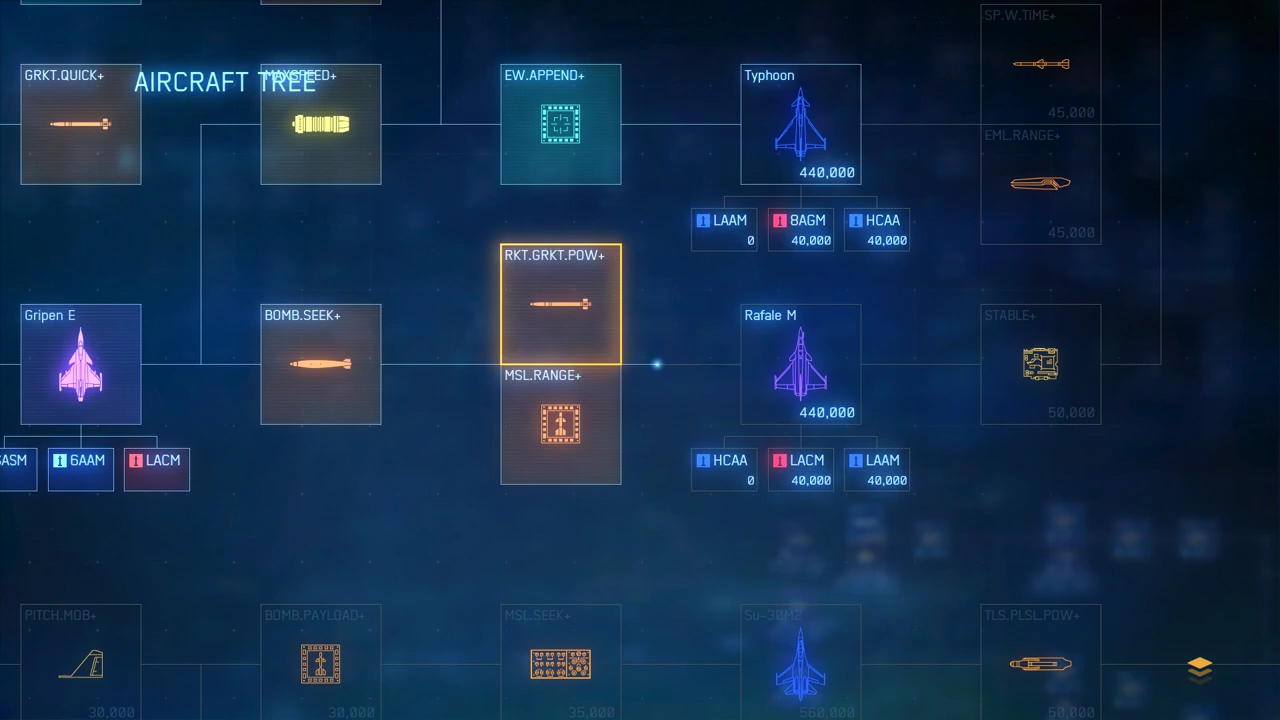 SP.W.TIME+
45,000
AIRCRAFT TREE
GRKT.QUICK+
MAXSPEED+
EW.APPEND+
Typhoon
440,000
EML.RANGE+
45,000
LAAM
0
8AGM
40,000
HCAA
40,000
RKT.GRKT.POW+
Gripen E
BOMB.SEEK+
MSL.RANGE+
Rafale M
440,000
STABLE+
50,000
6AAM
LACM
HCAA
0
LACM
40,000
LAAM
40,000
PITCH.MOB+
30,000
BOMB.PAYLOAD+
30,000
MSL.SEEK+
35,000
Su-30M2
560,000
TLS.PLSL.POW+
50,000